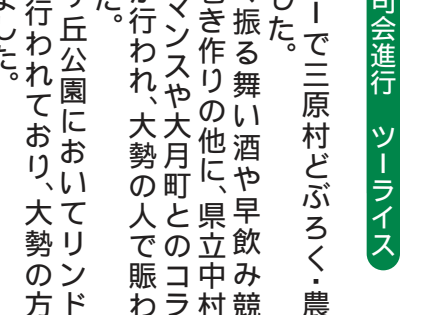 司会進行 ツーライス
ーで三原村どぶろく・農
した。
振る舞い酒や早飲み競
き作りの他に、県立中村
マンスや大月町とのコラ
行われ、大勢の人で賑わ
た。
ヶ丘公園においてリンド
行われており、大勢の方
ました。